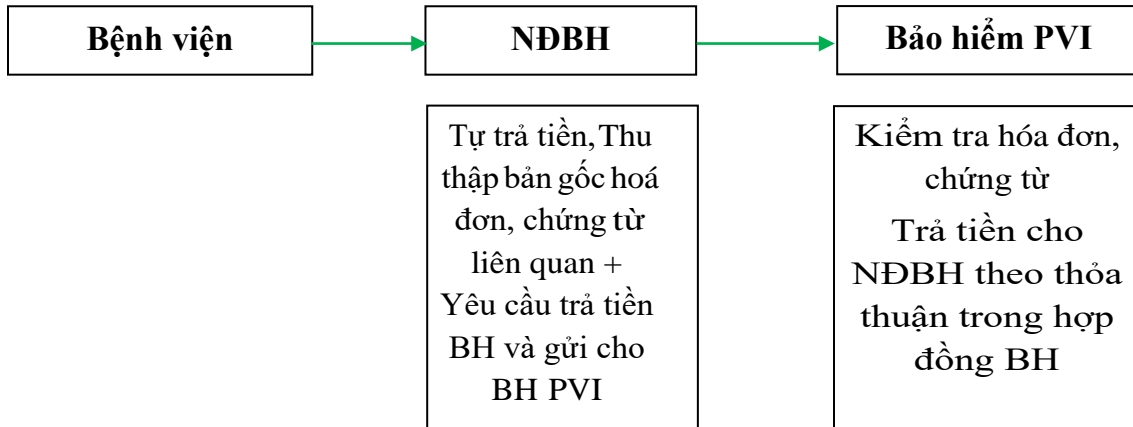 Bệnh viện
NĐBH
Bảo hiểm PVI
Tự trả tiền,Thu
thập bản gốc hoá
đơn, chứng từ
liên quan +
Yêu cầu trả tiền
BH và gửi cho
BH PVI
Kiểm tra hóa đơn,
chứng từ
Trả tiền cho
NĐBH theo thỏa
thuận trong hợp
đồng BH